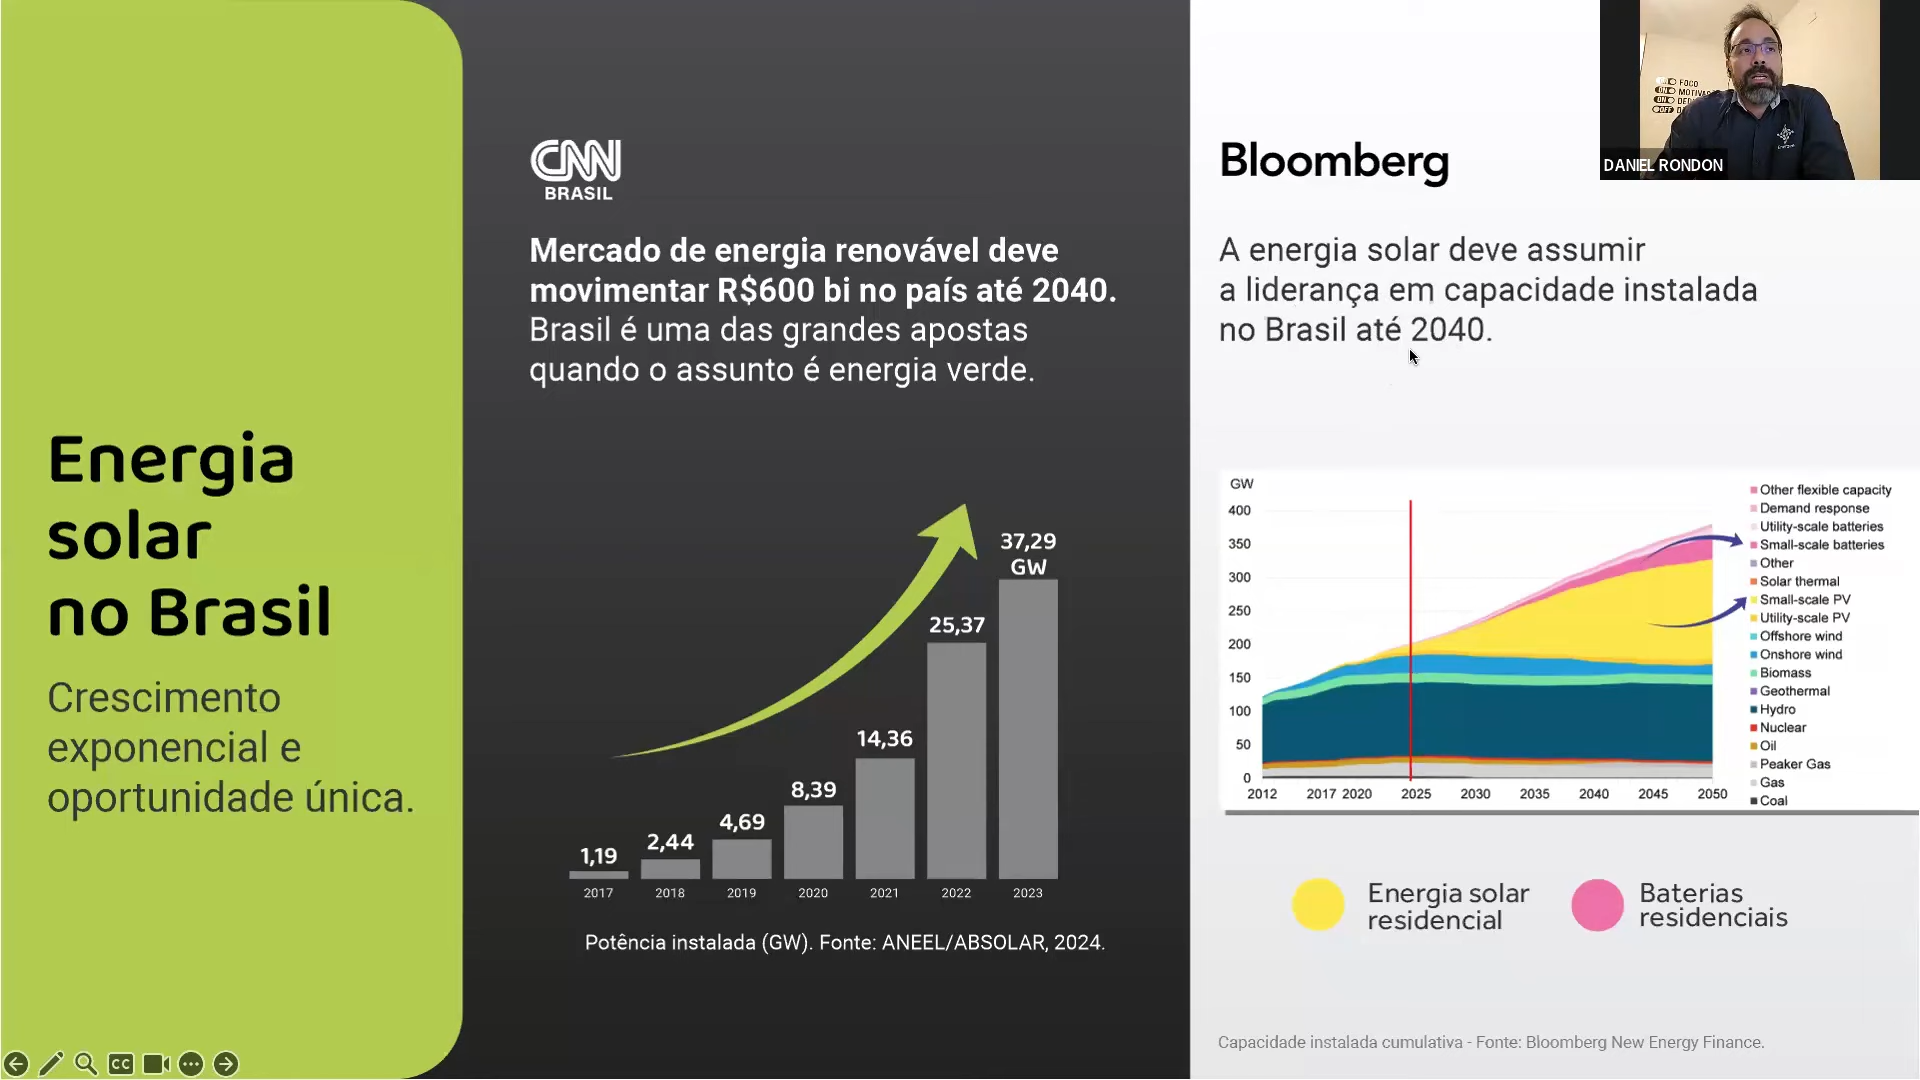 Energia
solar
no Brasil
Crescimento
exponencial e
oportunidade única.
CNN
BRASIL
Mercado de energia renovável deve
movimentar R$600 bi no país até 2040.
Brasil é uma das grandes apostas
quando o assunto é energia verde.
37,29
GW
25,37
14,36
8,39
4,69
2,44
1,19
2017 2018 2019 2020 2021 2022 2023
Potência instalada (GW). Fonte: ANEEL/ABSOLAR, 2024.
Bloomberg
A energia solar deve assumir
a liderança em capacidade instalada
no Brasil até 2040.
GW
400
350
300
250
200
150
100
50
0
2012 2017 2020 2025 2030 2035 2040 2045 2050
Other flexible capacity
Demand response
Utility-scale batteries
Small-scale batteries
Other
Solar thermal
Small-scale PV
Utility-scale PV
Offshore wind
Onshore wind
Biomass
Geothermal
Hydro
Nuclear
Oil
Peaker Gas
Gas
Coal
Energia solar
residencial
Baterias
residenciais
Capacidade instalada cumulativa - Fonte: Bloomberg New Energy Finance.
FOCO
DANIEL RONDON
CC